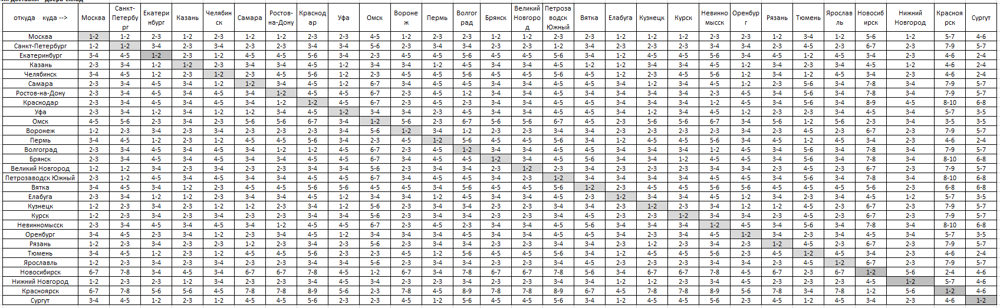 откуда куда --> Москва Санкт-Петербург Екатеринбург Казань Челябинск Самара Ростов-на-Дону Краснодар Уфа Омск Воронеж Пермь Волгоград Брянск Великий Новгород Петрозаводск Южный Вятка Елабуга Кузнецк Курск Невинномысск Оренбург Рязань Тюмень Ярославль Новосибирск Нижний Новгород Красноярск Сургут
Москва 1-2 1-2 2-3 1-2 2-3 1-2 1-2 2-3 2-3 4-5 1-2 2-3 2-3 1-2 1-2 2-3 2-3 1-2 1-2 1-2 2-3 2-3 1-2 3-4 1-2 5-6 1-2 5-7 4-6
Санкт-Петербург 1-2 1-2 3-4 2-3 3-4 2-3 2-3 3-4 3-4 5-6 2-3 3-4 3-4 2-3 2-3 1-2 3-4 2-3 2-3 2-3 3-4 3-4 2-3 4-5 2-3 6-7 2-3 7-9 5-7
Екатеринбург 3-4 4-5 1-2 2-3 1-2 4-5 4-5 5-6 3-4 2-3 4-5 1-2 5-6 4-5 4-5 5-6 3-4 1-2 4-5 4-5 5-6 3-4 4-5 1-2 4-5 3-4 2-3 4-6 2-4
Казань 2-3 3-4 1-2 1-2 2-3 3-4 3-4 4-5 1-2 3-4 3-4 1-2 4-5 3-4 3-4 4-5 1-2 1-2 3-4 3-4 4-5 1-2 3-4 2-3 3-4 4-5 1-2 4-6 2-4
Челябинск 3-4 4-5 1-2 2-3 1-2 2-3 4-5 5-6 1-2 2-3 4-5 4-5 5-6 4-5 4-5 5-6 4-5 1-2 2-3 4-5 5-6 1-2 3-4 1-2 4-5 3-4 2-3 4-6 2-4
Самара 2-3 3-4 4-5 3-4 1-2 1-2 3-4 4-5 1-2 6-7 3-4 4-5 4-5 3-4 3-4 4-5 4-5 3-4 1-2 3-4 4-5 1-2 2-3 5-6 3-4 7-8 3-4 7-9 5-7
Ростов-на-Дону 2-3 3-4 4-5 3-4 4-5 3-4 1-2 4-5 4-5 6-7 2-3 4-5 1-2 3-4 3-4 4-5 4-5 3-4 3-4 3-4 2-3 4-5 3-4 5-6 3-4 7-8 3-4 7-9 5-7
Краснодар 2-3 3-4 4-5 4-5 4-5 3-4 1-2 1-2 4-5 6-7 2-3 4-5 2-3 3-4 3-4 4-5 4-5 4-5 3-4 3-4 1-2 4-5 3-4 5-6 3-4 8-9 4-5 8-10 6-8
Уфа 2-3 3-4 1-2 3-4 1-2 1-2 3-4 4-5 1-2 3-4 3-4 2-3 4-5 3-4 3-4 4-5 4-5 3-4 1-2 3-4 4-5 1-2 2-3 2-3 3-4 4-5 3-4 5-7 3-5
Омск 4-5 5-6 2-3 3-4 2-3 5-6 5-6 6-7 3-4 1-2 5-6 2-3 6-7 5-6 5-6 6-7 4-5 2-3 5-6 5-6 6-7 3-4 5-6 1-2 5-6 2-3 3-4 3-5 3-5
Воронеж 1-2 2-3 3-4 2-3 3-4 2-3 2-3 2-3 3-4 5-6 1-2 3-4 1-2 2-3 2-3 3-4 3-4 2-3 2-3 2-3 2-3 3-4 2-3 4-5 2-3 6-7 2-3 7-9 5-7
Пермь 3-4 4-5 1-2 2-3 1-2 4-5 4-5 5-6 3-4 2-3 4-5 1-2 5-6 4-5 4-5 5-6 3-4 1-2 4-5 4-5 5-6 3-4 4-5 1-2 4-5 3-4 2-3 4-6 2-4
Волгоград 2-3 3-4 4-5 3-4 4-5 3-4 1-2 1-2 4-5 6-7 2-3 4-5 1-2 3-4 3-4 4-5 4-5 3-4 3-4 3-4 1-2 4-5 3-4 5-6 3-4 7-8 3-4 7-9 5-7
Брянск 2-3 3-4 4-5 3-4 4-5 3-4 3-4 4-5 4-5 6-7 3-4 4-5 4-5 1-2 3-4 4-5 5-6 3-4 3-4 1-2 4-5 4-5 3-4 5-6 3-4 7-8 3-4 8-10 6-8
Великий Новгород 1-2 1-2 3-4 2-3 3-4 2-3 2-3 3-4 3-4 5-6 2-3 3-4 3-4 2-3 1-2 2-3 3-4 2-3 2-3 2-3 3-4 3-4 2-3 4-5 2-3 6-7 2-3 7-9 5-7
Петрозаводск Южный 2-3 1-2 4-5 3-4 4-5 3-4 3-4 4-5 4-5 6-7 3-4 4-5 4-5 3-4 2-3 1-2 3-4 3-4 3-4 3-4 4-5 4-5 3-4 5-6 3-4 7-8 3-4 8-10 6-8
Вятка 3-4 4-5 3-4 1-2 2-3 4-5 4-5 5-6 5-6 4-5 4-5 3-4 5-6 4-5 4-5 5-6 1-2 2-3 4-5 4-5 5-6 5-6 4-5 4-5 4-5 5-6 2-3 6-8 6-8
Елабуга 2-3 3-4 1-2 1-2 2-3 3-4 3-4 4-5 1-2 3-4 3-4 1-2 4-5 3-4 3-4 4-5 2-3 1-2 3-4 3-4 4-5 1-2 3-4 2-3 3-4 4-5 1-2 5-7 3-5
Кузнецк 1-2 2-3 3-4 2-3 1-2 1-2 2-3 3-4 1-2 5-6 2-3 3-4 3-4 2-3 2-3 3-4 3-4 2-3 1-2 2-3 3-4 1-2 1-2 4-5 2-3 6-7 2-3 7-9 5-7
Курск 1-2 2-3 3-4 2-3 3-4 2-3 2-3 3-4 3-4 5-6 2-3 3-4 3-4 2-3 2-3 3-4 4-5 2-3 2-3 1-2 3-4 3-4 2-3 4-5 2-3 6-7 2-3 7-9 5-7
Невинномысск 2-3 3-4 4-5 3-4 4-5 3-4 1-2 4-5 4-5 6-7 2-3 4-5 2-3 3-4 3-4 4-5 5-6 3-4 3-4 3-4 1-2 4-5 3-4 5-6 3-4 7-8 3-4 8-10 6-8
Оренбург 3-4 4-5 2-3 3-4 1-2 2-3 3-4 4-5 1-2 3-4 3-4 3-4 4-5 3-4 3-4 4-5 4-5 3-4 2-3 3-4 4-5 1-2 3-4 2-3 3-4 4-5 3-4 5-7 3-5
Рязань 1-2 2-3 3-4 2-3 2-3 1-2 2-3 3-4 2-3 5-6 2-3 3-4 3-4 2-3 2-3 3-4 3-4 2-3 1-2 2-3 3-4 2-3 1-2 4-5 2-3 6-7 2-3 7-9 5-7
Тюмень 3-4 4-5 1-2 2-3 1-2 3-4 4-5 5-6 2-3 2-3 4-5 1-2 5-6 4-5 4-5 5-6 3-4 1-2 4-5 4-5 5-6 2-3 4-5 1-2 4-5 3-4 2-3 4-6 2-4
Ярославль 1-2 2-3 3-4 2-3 3-4 2-3 2-3 3-4 3-4 5-6 2-3 3-4 3-4 2-3 2-3 3-4 4-5 2-3 2-3 2-3 3-4 3-4 2-3 4-5 1-2 6-7 2-3 7-9 5-7
Новосибирск 6-7 7-8 3-4 4-5 3-4 6-7 6-7 7-8 4-5 1-2 6-7 3-4 7-8 6-7 6-7 7-8 5-6 3-4 6-7 6-7 7-8 4-5 6-7 2-3 6-7 1-2 5-6 2-4 4-6
Нижний Новгород 1-2 2-3 2-3 1-2 3-4 2-3 2-3 3-4 4-5 3-4 2-3 2-3 3-4 2-3 2-3 3-4 3-4 1-2 1-2 2-3 3-4 2-3 2-3 2-3 2-3 4-5 1-2 5-7 3-4
Красноярск 6-7 7-8 5-6 5-6 4-5 7-8 7-8 8-9 5-6 2-3 7-8 4-5 8-9 7-8 7-8 8-9 6-7 4-5 7-8 7-8 8-9 5-6 7-8 3-4 7-8 1-2 5-6 1-2 4-6
Сургут 3-4 4-5 1-2 2-3 1-2 4-5 4-5 5-6 2-3 2-3 4-5 1-2 5-6 4-5 4-5 5-6 3-4 1-2 4-5 4-5 5-6 2-3 4-5 1-2 4-5 3-4 2-3 4-6 1-2